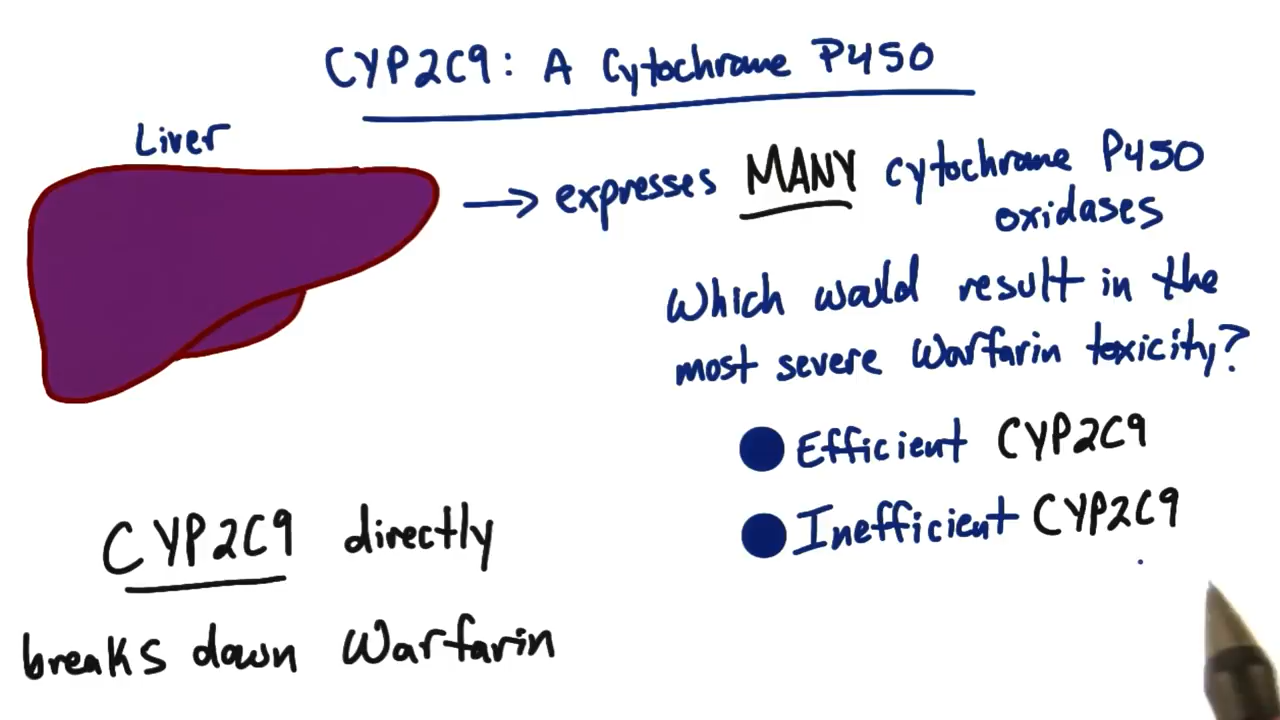 CYP2C9: A Cytochrome P450
Liver
→ expresses MANY cytochrome P450
oxidases
Which would result in the
most severe Warfarin toxicity?
Efficient CYP2C9
Inefficient CYP2C9
CYP2C9 directly
breaks down Warfarin